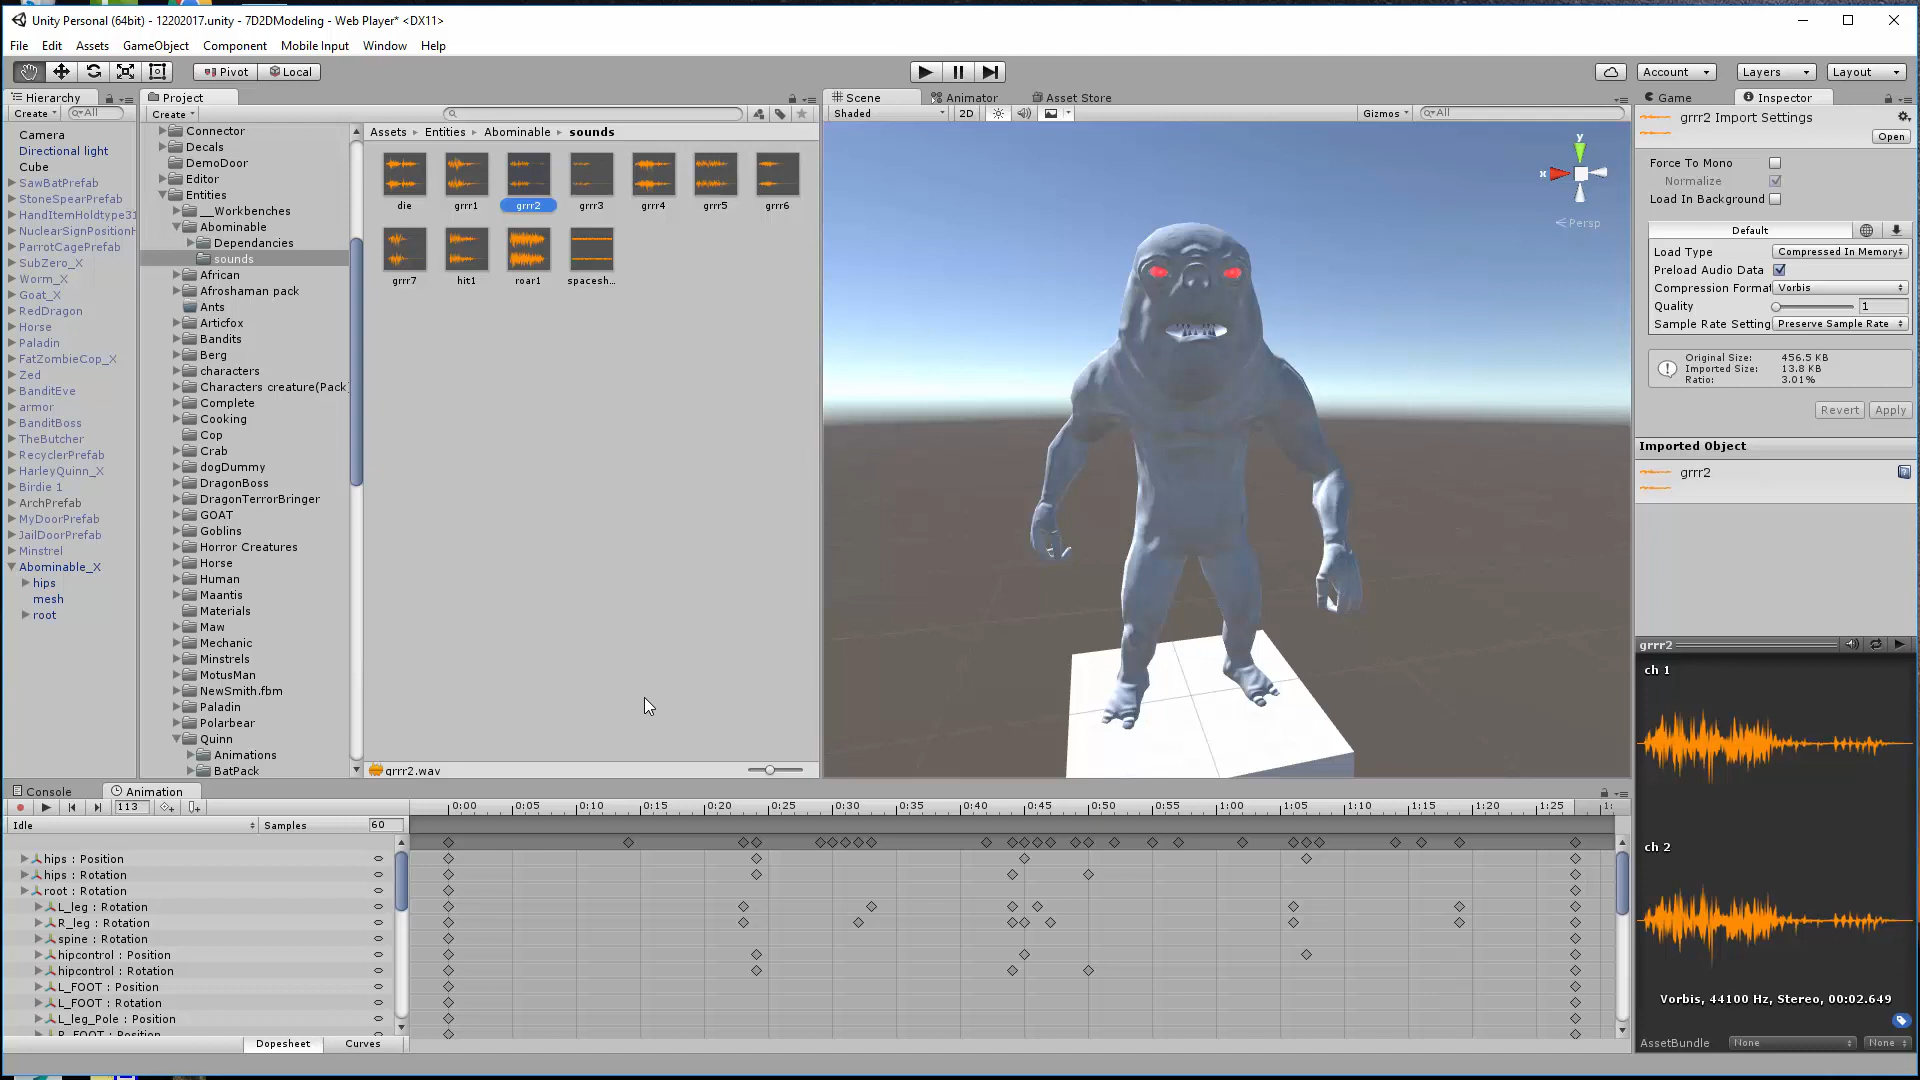 Unity Personal (64bit) - 12202017.unity - 7D2DModeling - Web Player* <DX11>
File Edit Assets GameObject Component Mobile Input Window Help
Pivot Local Account Layers Layout
Hierarchy
Create All
Camera
Directional light
Cube
SawBatPrefab
StoneSpearPrefab
HandItemHoldtype31
NuclearSignPositionH
ParrotCagePrefab
SubZero_X
Worm_X
Goat_X
RedDragon
Horse
Paladin
FatZombieCop_X
Zed
BanditEve
armor
BanditBoss
TheButcher
RecyclerPrefab
HarleyQuinn_X
Birdie 1
ArchPrefab
MyDoorPrefab
JailDoorPrefab
Minstrel
Abominable_X
hips
mesh
root
Project
Create
Connector
Decals
DemoDoor
Editor
Entities
__Workbenches
Abominable
Dependancies
sounds
African
Afroshaman pack
Ants
Articfox
Bandits
Berg
characters
Characters creature(Pack
Complete
Cooking
Cop
Crab
dogDummy
DragonBoss
DragonTerrorBringer
GOAT
Goblins
Horror Creatures
Horse
Human
Maantis
Materials
Maw
Mechanic
Minstrels
MotusMan
NewSmith.fbm
Paladin
Polarbear
Quinn
Animations
BatPack
Assets Entities Abominable sounds
die grrr1 grrr2 grrr3 grrr4 grrr5 grrr6
grrr7 hit1 roar1 spacesh...
grrr2.wav
Scene Animator Asset Store
Shaded 2D Gizmos All
y
x
Persp
Game Inspector
grrr2 Import Settings
Open
Force To Mono
Normalize
Load In Background
Default
Load Type Compressed In Memory
Preload Audio Data
Compression Format Vorbis
Quality 1
Sample Rate Setting Preserve Sample Rate
Original Size: 456.5 KB
Imported Size: 13.8 KB
Ratio: 3.01%
Revert Apply
Imported Object
grrr2
grrr2
ch 1
ch 2
Vorbis, 44100 Hz, Stereo, 00:02.649
AssetBundle None None
Console Animation
113
0:00 0:05 0:10 0:15 0:20 0:25 0:30 0:35 0:40 0:45 0:50 0:55 1:00 1:05 1:10 1:15 1:20 1:25 1:
Idle Samples 60
hips : Position
hips : Rotation
root : Rotation
L_leg : Rotation
R_leg : Rotation
spine : Rotation
hipcontrol : Position
hipcontrol : Rotation
L_FOOT : Position
L_FOOT : Rotation
L_leg_Pole : Position
R_FOOT : Position
Dopesheet Curves